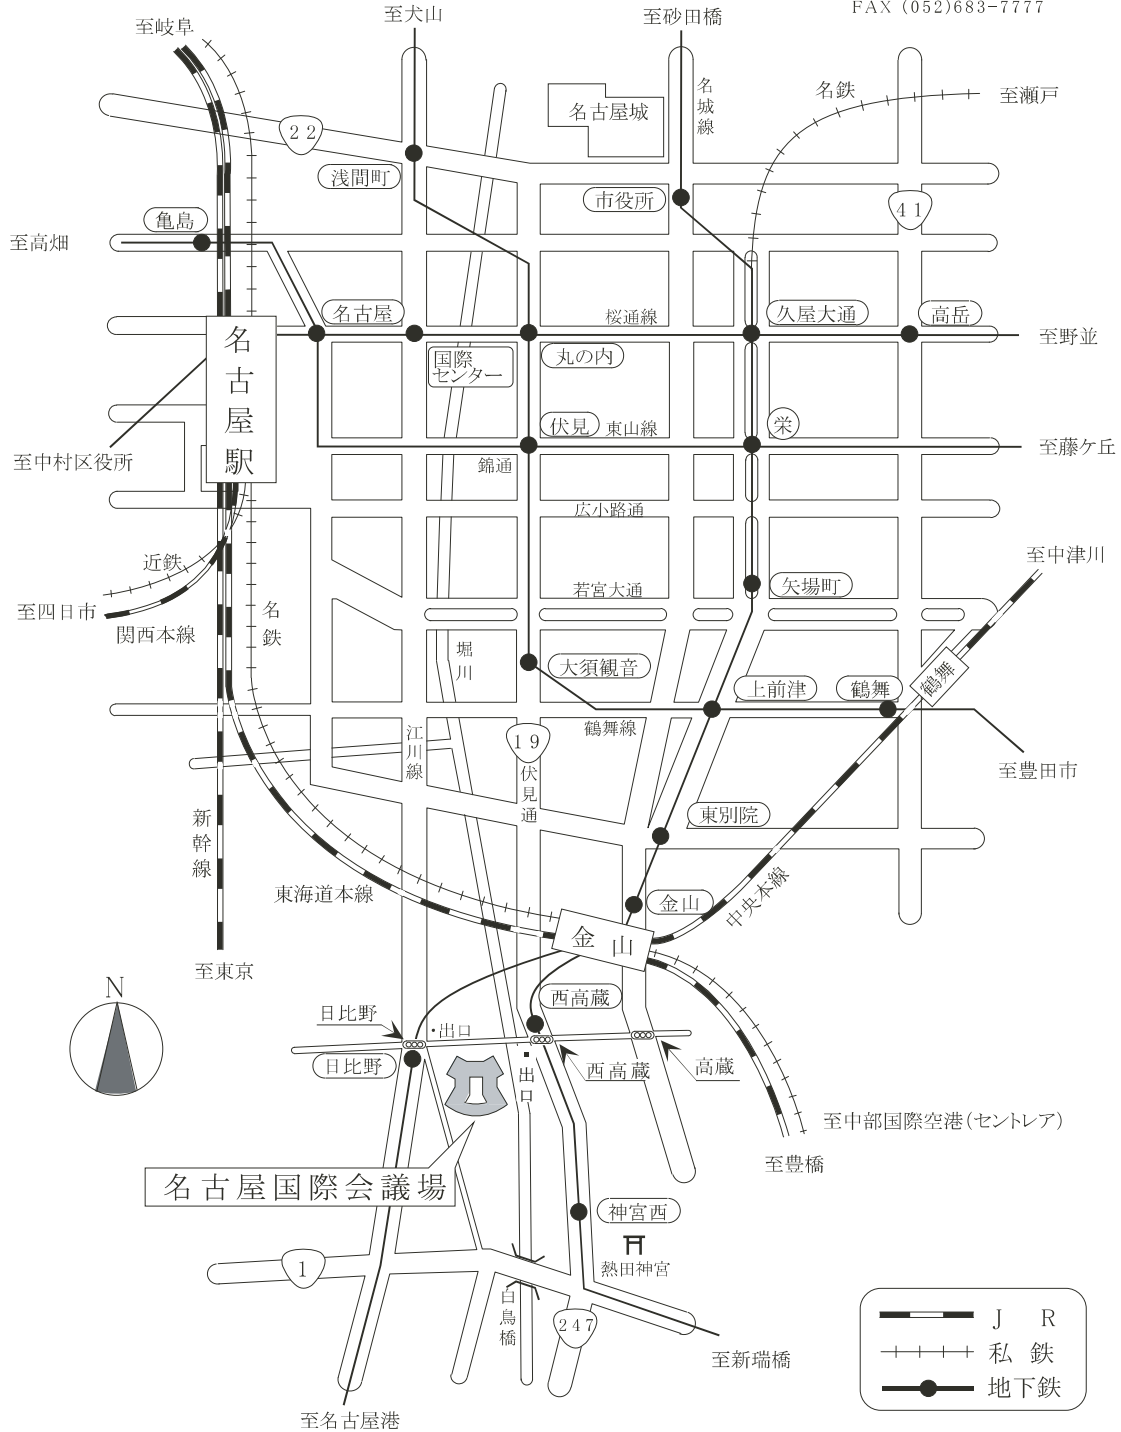 FAX (052)683-7777
至犬山
至砂田橋
至岐阜
名城線
名鉄
至瀬戸
名古屋城
22
浅間町
市役所
41
亀島
至高畑
名古屋
桜通線
久屋大通
高岳
至野並
名古屋駅
国際
センター
丸の内
伏見
東山線
栄
至藤ケ丘
至中村区役所
錦通
広小路通
至中津川
近鉄
若宮大通
矢場町
至四日市
関西本線
名鉄
堀川
大須観音
上前津
鶴舞
鶴舞
鶴舞線
江川線
19
伏見通
至豊田市
新幹線
東別院
東海道本線
金山
中央本線
金山
至東京
N
日比野
・出口
西高蔵
日比野
出口
西高蔵
高蔵
至中部国際空港(セントレア)
至豊橋
名古屋国際会議場
神宮西
熱田神宮
1
白鳥橋
247
至新瑞橋
至名古屋港
JR
私鉄
地下鉄